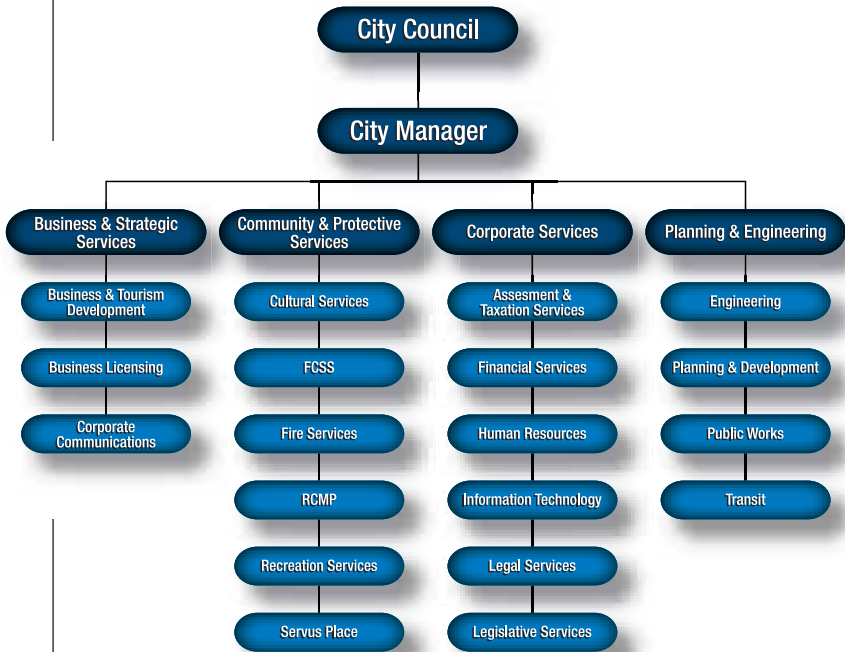 City Council
City Manager
Business & Strategic
Services
Community & Protective
Services
Corporate Services
Planning & Engineering
Business & Tourism
Development
Business Licensing
Corporate
Communications
Cultural Services
FCSS
Fire Services
RCMP
Recreation Services
Servus Place
Assesment &
Taxation Services
Financial Services
Human Resources
Information Technology
Legal Services
Legislative Services
Engineering
Planning & Development
Public Works
Transit